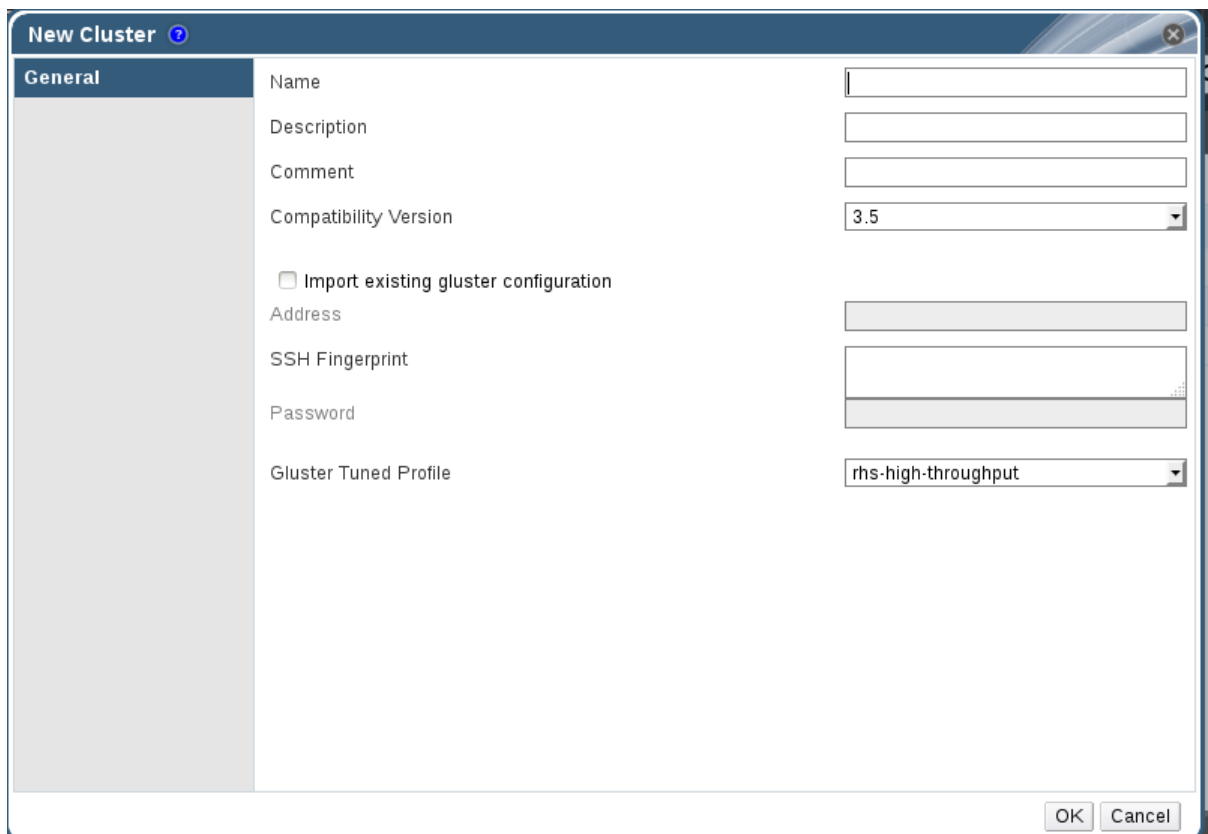 New Cluster ?
General
Name
Description
Comment
Compatibility Version 3.5
Import existing gluster configuration
Address
SSH Fingerprint
Password
Gluster Tuned Profile rhs-high-throughput
OK Cancel